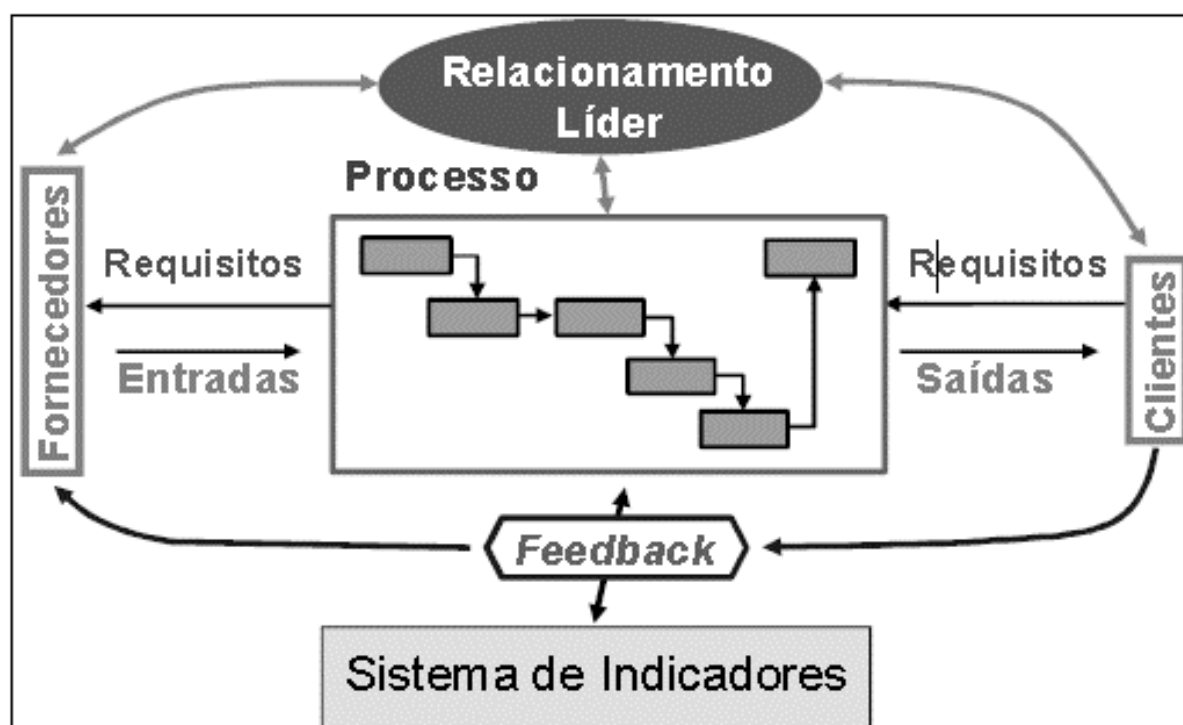 Relacionamento
Líder
Processo
Fornecedores
Requisitos
Entradas
Requisitos
Saídas
Clientes
Feedback
Sistema de Indicadores